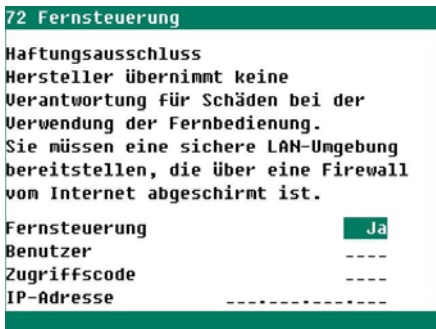 72 Fernsteuerung
Haftungsausschluss
Hersteller übernimmt keine
Verantwortung für Schäden bei der
Verwendung der Fernbedienung.
Sie müssen eine sichere LAN-Umgebung
bereitstellen, die über eine Firewall
vom Internet abgeschirmt ist.
Fernsteuerung Ja
Benutzer ----
Zugriffscode ----
IP-Adresse ---.---.---.---